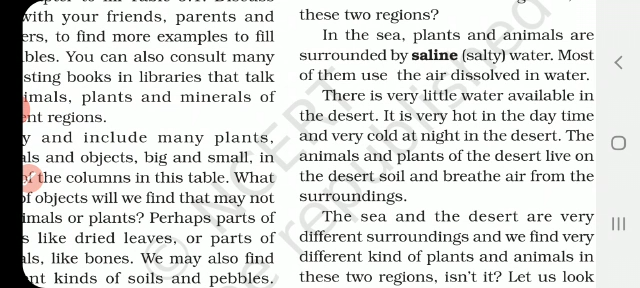 with your friends, parents and
ers, to find more examples to fill
bles. You can also consult many
sting books in libraries that talk
imals, plants and minerals of
ent regions.
y and include many plants,
als and objects, big and small, in
of the columns in this table. What
of objects will we find that may not
imals or plants? Perhaps parts of
s like dried leaves, or parts of
als, like bones. We may also find
nt kinds of soils and pebbles.
these two regions?
In the sea, plants and animals are
surrounded by saline (salty) water. Most
of them use the air dissolved in water.
There is very little water available in
the desert. It is very hot in the day time
and very cold at night in the desert. The
animals and plants of the desert live on
the desert soil and breathe air from the
surroundings.
The sea and the desert are very
different surroundings and we find very
different kind of plants and animals in
these two regions, isn't it? Let us look
© NCERT
republished